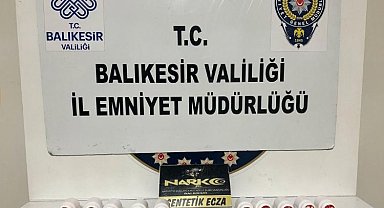 T.C.
BALIKESİR
VALİLİĞİ
T.C.
BALIKESİR VALİLİĞİ
İL EMNİYET MÜDÜRLÜĞÜ
NARKO
SENTETİK ECZA